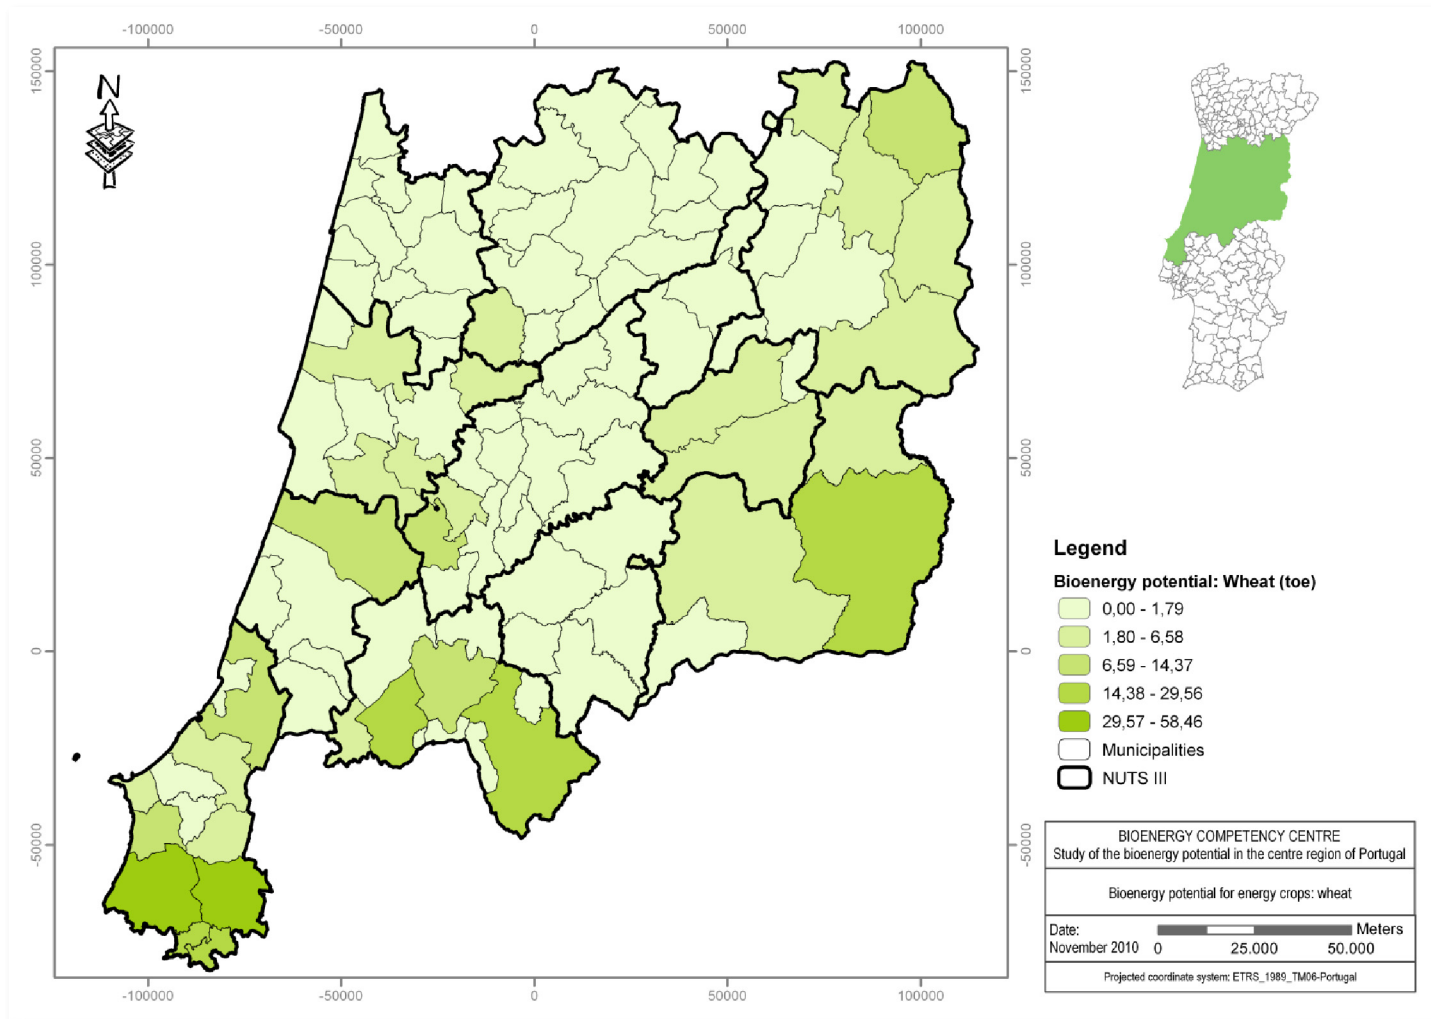 -100000 -50000 0 50000 100000
150000
100000
50000
0
-50000
N
150000
100000
50000
0
-50000
-100000 -50000 0 50000 100000
Legend
Bioenergy potential: Wheat (toe)
0,00 - 1,79
1,80 - 6,58
6,59 - 14,37
14,38 - 29,56
29,57 - 58,46
Municipalities
NUTS III
BIOENERGY COMPETENCY CENTRE
Study of the bioenergy potential in the centre region of Portugal
Bioenergy potential for energy crops: wheat
Date:
November 2010
Meters
0 25.000 50.000
Projected coordinate system: ETRS_1989_TM06-Portugal